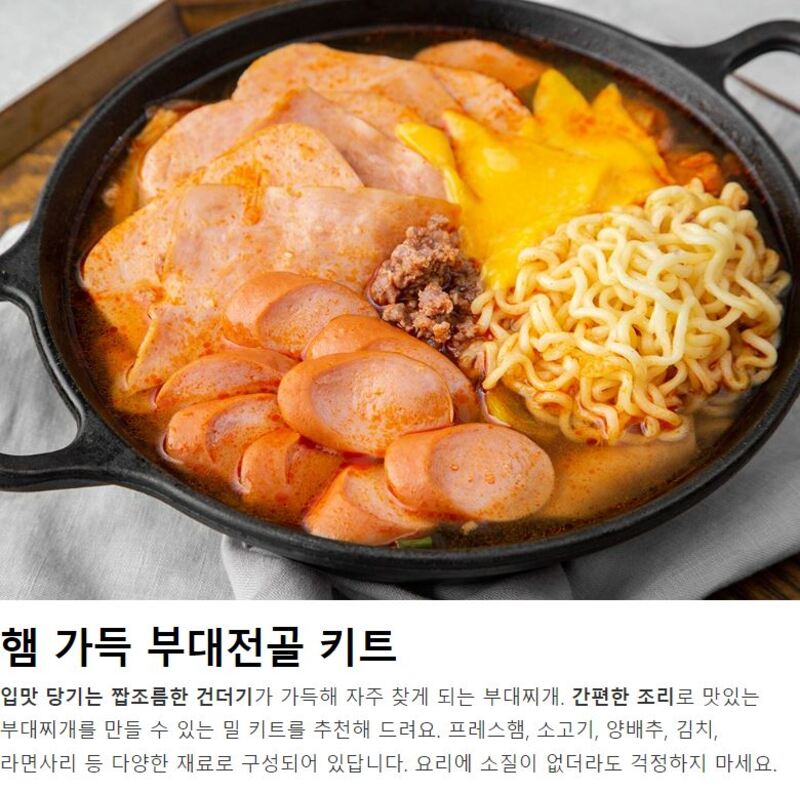 햄 가득 부대전골 키트
입맛 당기는 짭조름한 건더기가 가득해 자주 찾게 되는 부대찌개. 간편한 조리로 맛있는
부대찌개를 만들 수 있는 밀 키트를 추천해 드려요. 프레스햄, 소고기, 양배추, 김치,
라면사리 등 다양한 재료로 구성되어 있답니다. 요리에 소질이 없더라도 걱정하지 마세요.